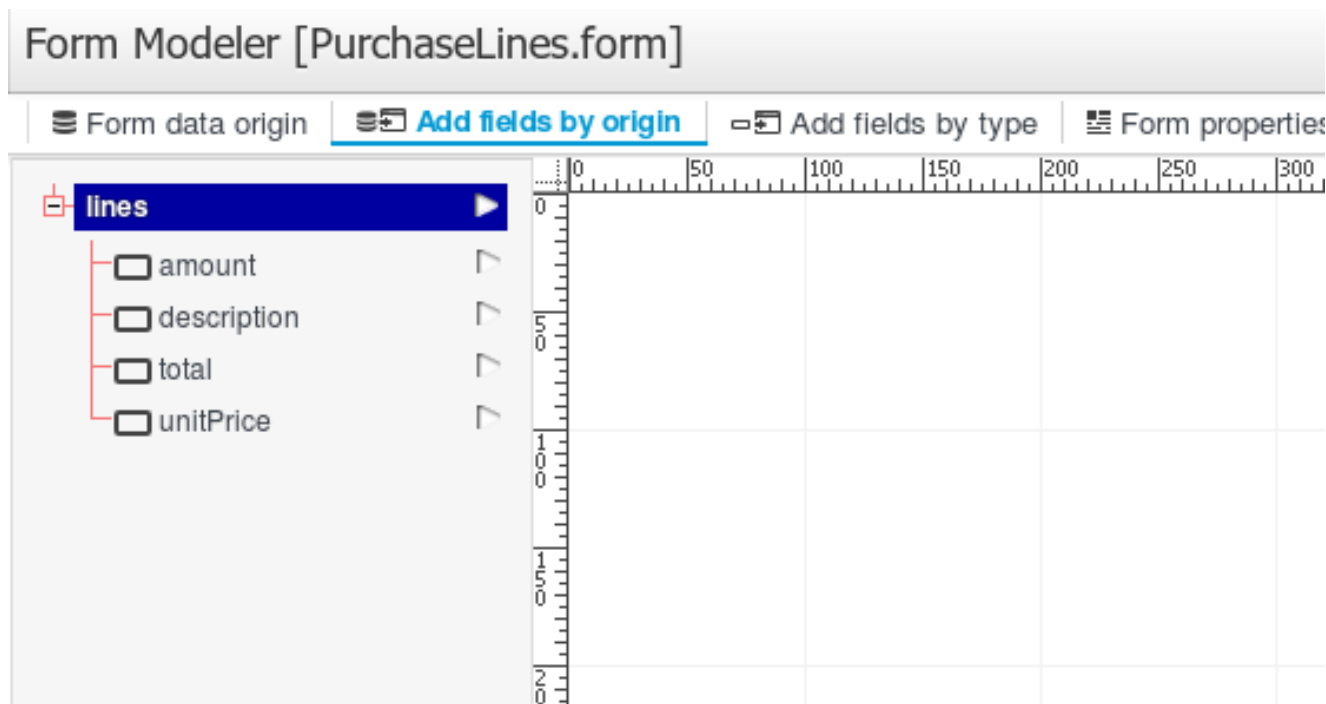 Form Modeler [PurchaseLines.form]
Form data origin Add fields by origin Add fields by type Form properties
0 50 100 150 200 250 300
lines
amount
description
total
unitPrice
0
50
100
150
20